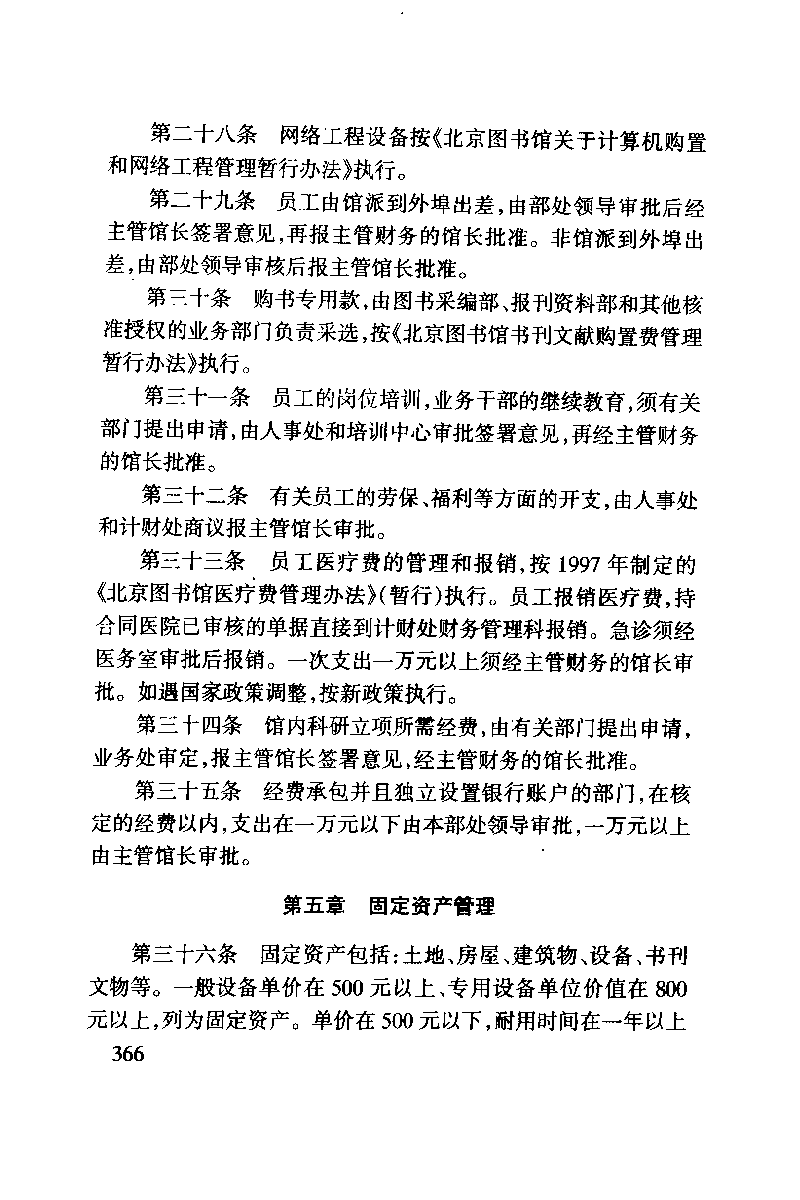 第二十八条　网络工程设备按《北京图书馆关于计算机购置
和网络工程管理暂行办法》执行。
第二十九条　员工由馆派到外埠出差,由部处领导审批后经
主管馆长签署意见,再报主管财务的馆长批准。非馆派到外埠出
差,由部处领导审核后报主管馆长批准。
第三十条　购书专用款,由图书采编部、报刊资料部和其他核
准授权的业务部门负责采选,按《北京图书馆书刊文献购置费管理
暂行办法》执行。
第三十一条　员工的岗位培训,业务干部的继续教育,须有关
部门提出申请,由人事处和培训中心审批签署意见,再经主管财务
的馆长批准。
第三十二条　有关员工的劳保、福利等方面的开支,由人事处
和计财处商议报主管馆长审批。
第三十三条　员工医疗费的管理和报销,按 1997 年制定的
《北京图书馆医疗费管理办法》(暂行)执行。员工报销医疗费,持
合同医院已审核的单据直接到计财处财务管理科报销。急诊须经
医务室审批后报销。一次支出一万元以上须经主管财务的馆长审
批。如遇国家政策调整,按新政策执行。
第三十四条　馆内科研立项所需经费,由有关部门提出申请,
业务处审定,报主管馆长签署意见,经主管财务的馆长批准。
第三十五条　经费承包并且独立设置银行账户的部门,在核
定的经费以内,支出在一万元以下由本部处领导审批,一万元以上
由主管馆长审批。
第五章　固定资产管理
第三十六条　固定资产包括:土地、房屋、建筑物、设备、书刊
文物等。一般设备单价在 500 元以上、专用设备单位价值在 800
元以上,列为固定资产。单价在 500 元以下,耐用时间在一年以上
366